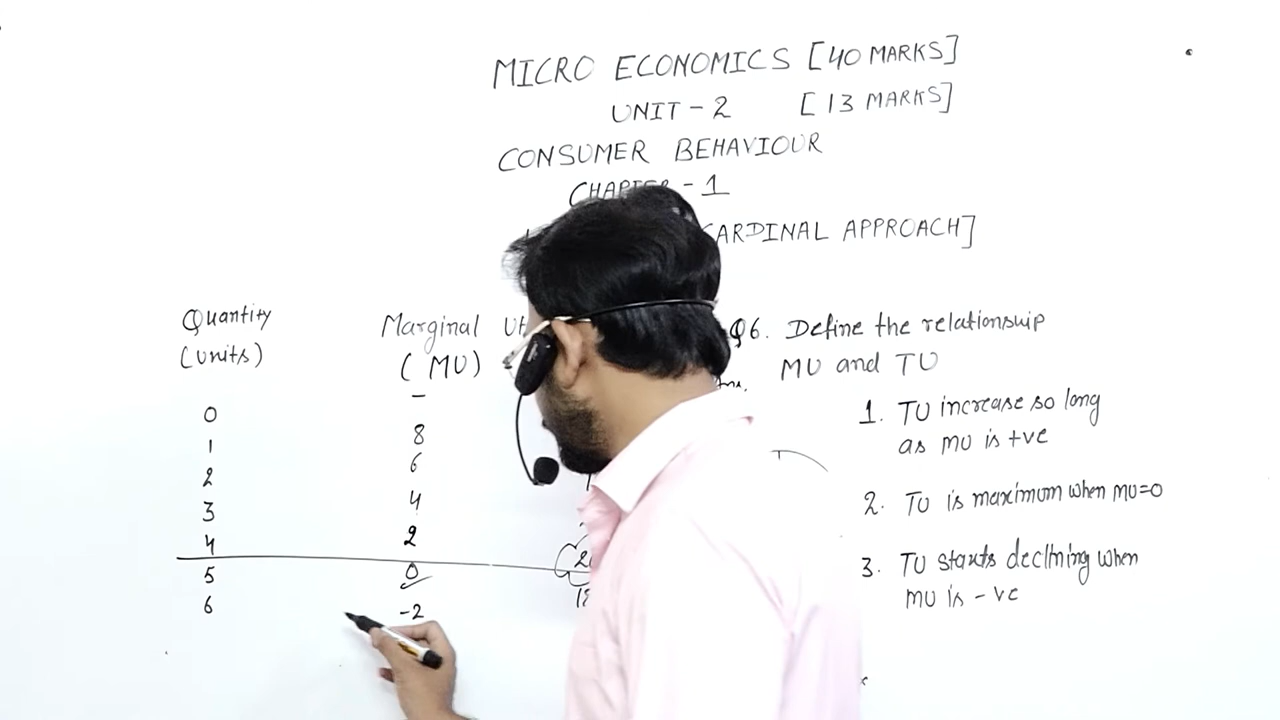 MICRO ECONOMICS [40 MARKS]
UNIT - 2 [13 MARKS]
CONSUMER BEHAVIOUR
CHAPTER - 1
CARDINAL APPROACH]
Quantity Marginal
(units) (MU)
0 -
1 8
2 6
3 4
4 2
5 0
6 -2
Q6. Define the relationship
MU and TU
1. TU increase so long
as MU is +ve
2. TU is maximum when MU=0
3. TU starts declining when
MU is -ve